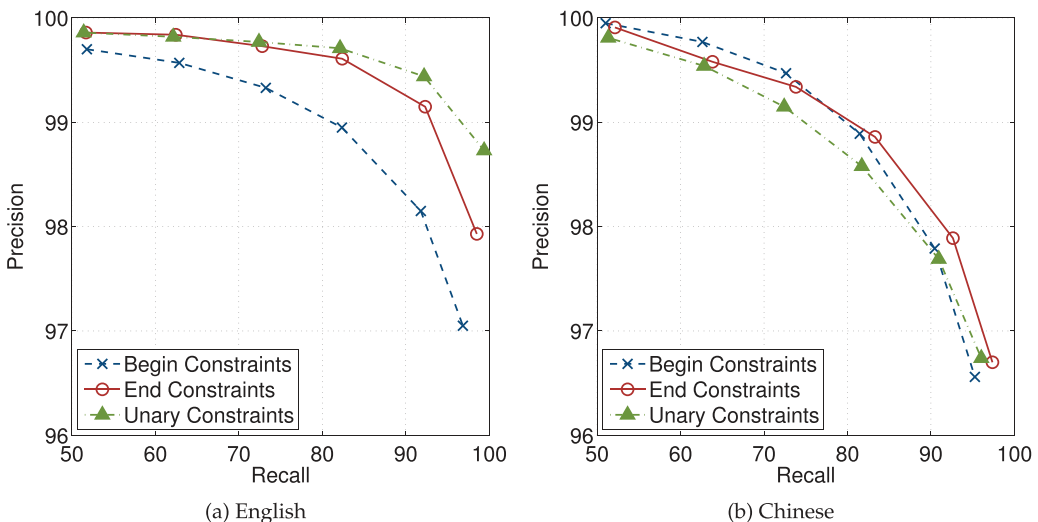 100
99
98
97
96
Precision
Begin Constraints
End Constraints
Unary Constraints
50 60 70 80 90 100
Recall
(a) English
100
99
98
97
96
Precision
Begin Constraints
End Constraints
Unary Constraints
50 60 70 80 90 100
Recall
(b) Chinese